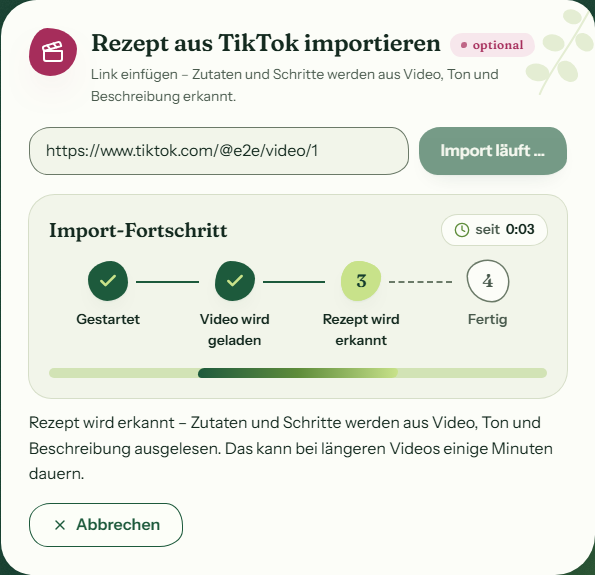 Rezept aus TikTok importieren
optional
Link einfügen – Zutaten und Schritte werden aus Video, Ton und
Beschreibung erkannt.
https://www.tiktok.com/@e2e/video/1
Import läuft ...
Import-Fortschritt
seit 0:03
3
4
Gestartet
Video wird
geladen
Rezept wird
erkannt
Fertig
Rezept wird erkannt – Zutaten und Schritte werden aus Video, Ton und
Beschreibung ausgelesen. Das kann bei längeren Videos einige Minuten
dauern.
Abbrechen